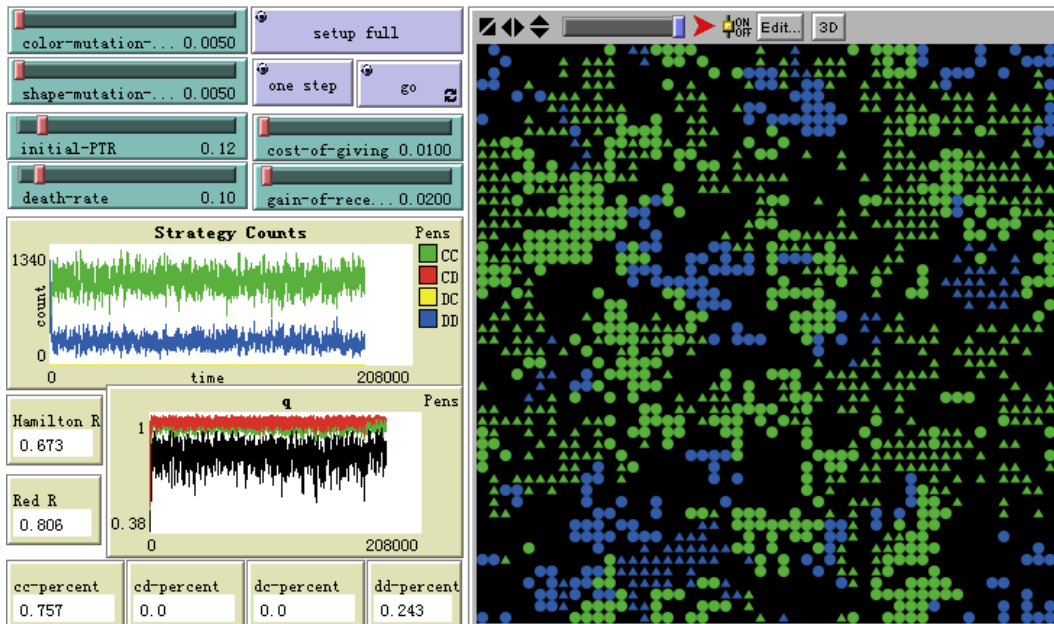 color-mutation-... 0.0050
setup full
shape-mutation-... 0.0050
one step
go
initial-PTR 0.12
cost-of-giving 0.0100
death-rate 0.10
gain-of-rece... 0.0200
ON
OFF
Edit...
3D
Strategy Counts
Pens
1340
CC
CD
DC
DD
count
0
0
time
208000
q
Pens
1
0.38
0
208000
Hamilton R
0.673
Red R
0.806
cc-percent
0.757
cd-percent
0.0
dc-percent
0.0
dd-percent
0.243